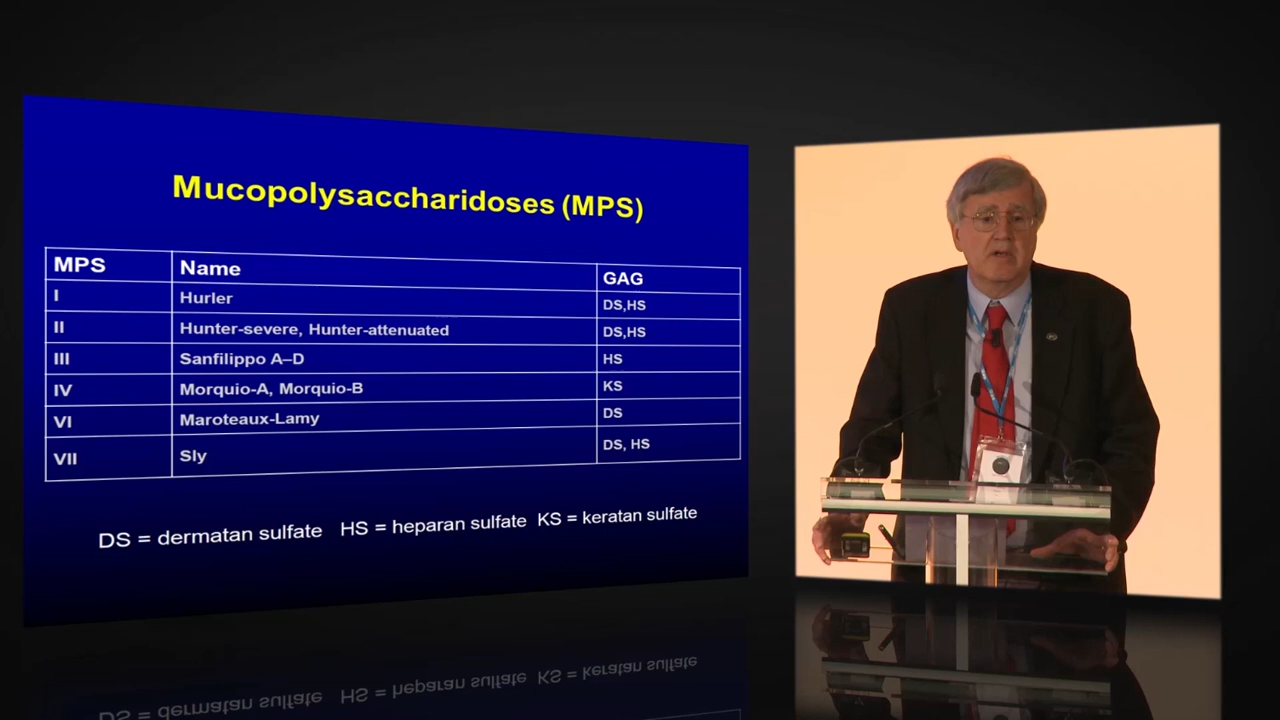 Mucopolysaccharidoses (MPS)
MPS Name GAG
I Hurler DS,HS
II Hunter-severe, Hunter-attenuated DS,HS
III Sanfilippo A–D HS
IV Morquio-A, Morquio-B KS
VI Maroteaux-Lamy DS
VII Sly DS, HS
DS = dermatan sulfate HS = heparan sulfate KS = keratan sulfate